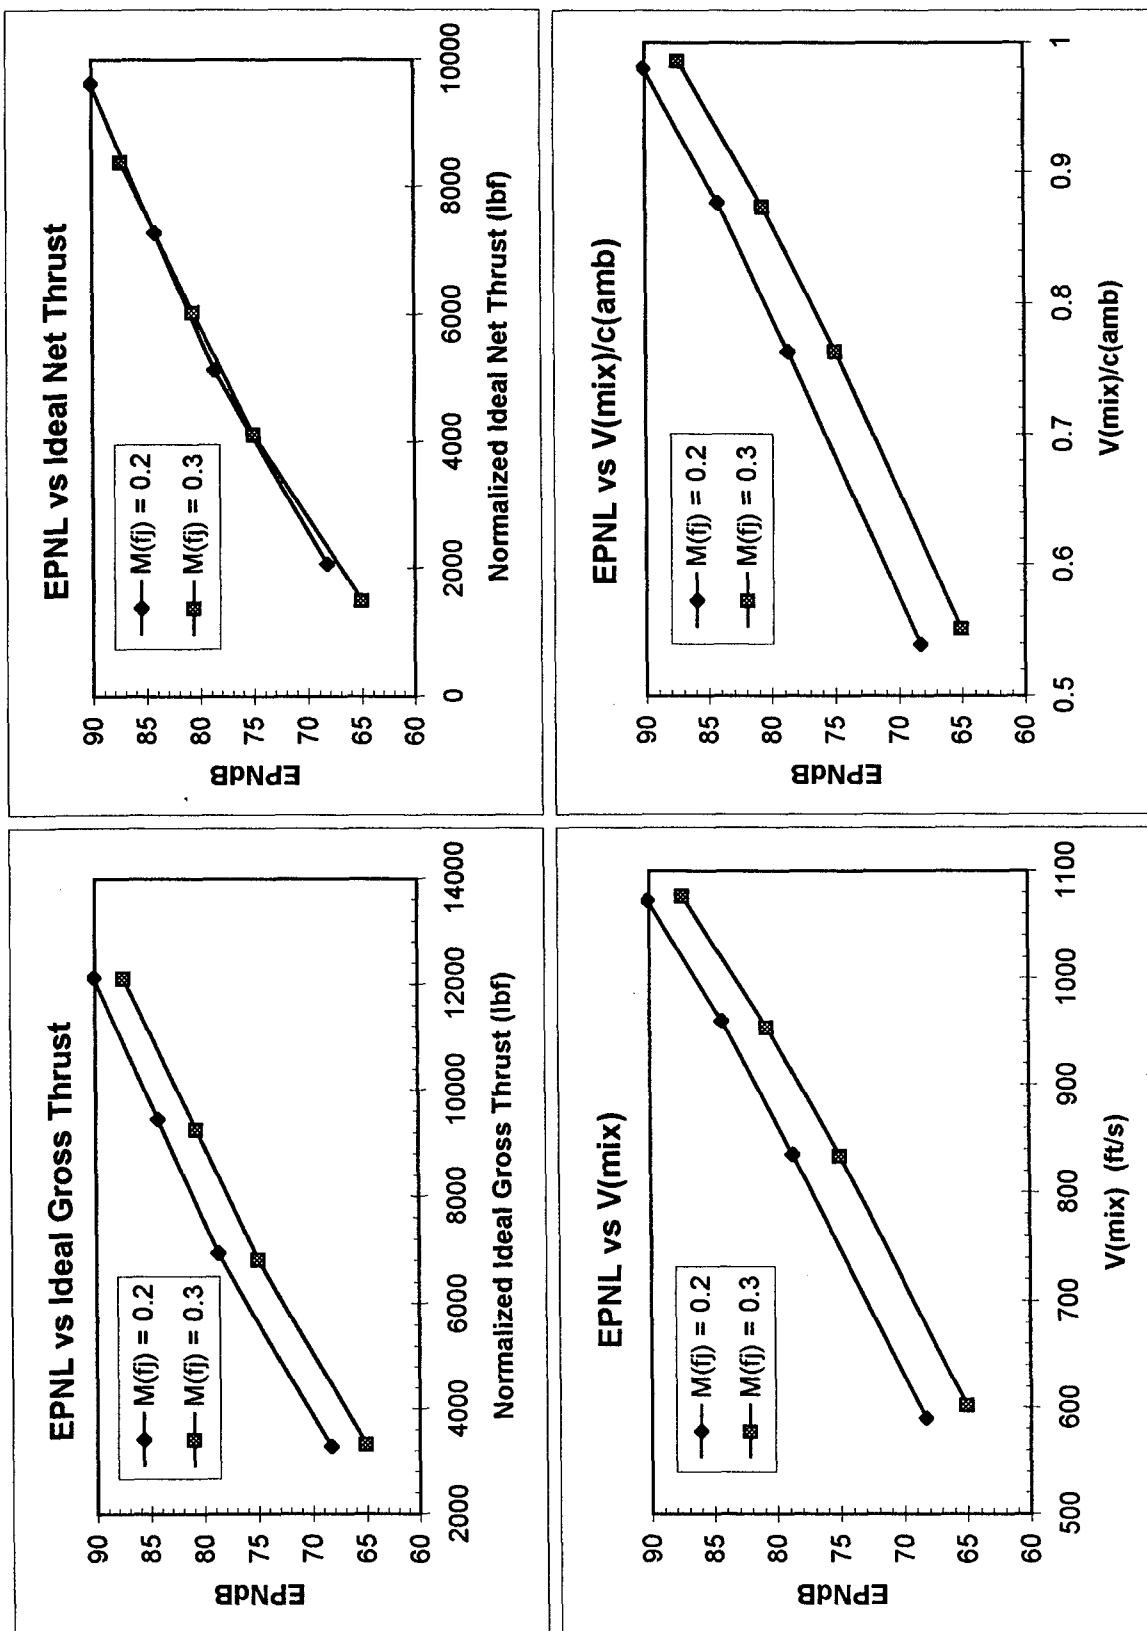 EPNL vs Ideal Gross Thrust
EPNdB
90
85
80
75
70
65
60
M(fj) = 0.2
M(fj) = 0.3
2000
4000
6000
8000
10000
12000
14000
Normalized Ideal Gross Thrust (lbf)
EPNL vs Ideal Net Thrust
EPNdB
90
85
80
75
70
65
60
M(fj) = 0.2
M(fj) = 0.3
0
2000
4000
6000
8000
10000
Normalized Ideal Net Thrust (lbf)
EPNL vs V(mix)
EPNdB
90
85
80
75
70
65
60
M(fj) = 0.2
M(fj) = 0.3
500
600
700
800
900
1000
1100
V(mix) (ft/s)
EPNL vs V(mix)/c(amb)
EPNdB
90
85
80
75
70
65
60
M(fj) = 0.2
M(fj) = 0.3
0.5
0.6
0.7
0.8
0.9
1
V(mix)/c(amb)